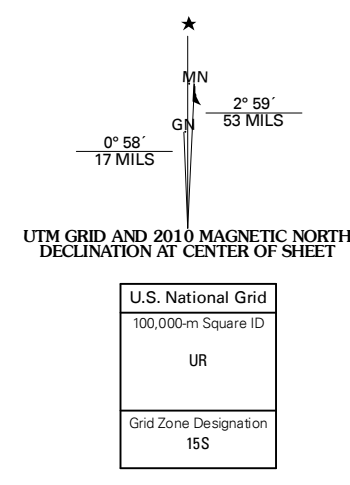 ★
MN
GN
2° 59´
53 MILS
0° 58´
17 MILS
UTM GRID AND 2010 MAGNETIC NORTH
DECLINATION AT CENTER OF SHEET
U.S. National Grid
100,000-m Square ID
UR
Grid Zone Designation
15S